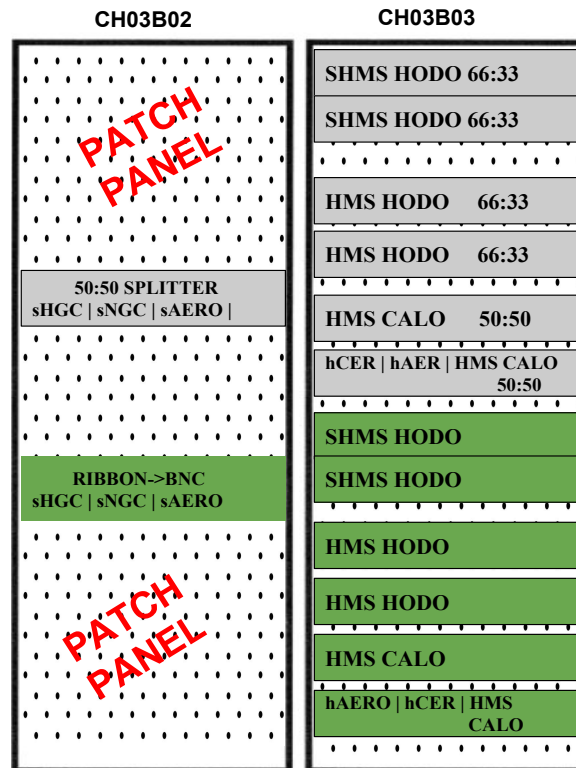 CH03B02
PATCH
PANEL
50:50 SPLITTER
sHGC | sNGC | sAERO |
RIBBON->BNC
sHGC | sNGC | sAERO
PATCH
PANEL
CH03B03
SHMS HODO 66:33
SHMS HODO 66:33
HMS HODO 66:33
HMS HODO 66:33
HMS CALO 50:50
hCER | hAER | HMS CALO
50:50
SHMS HODO
SHMS HODO
HMS HODO
HMS HODO
HMS CALO
hAERO | hCER | HMS
CALO